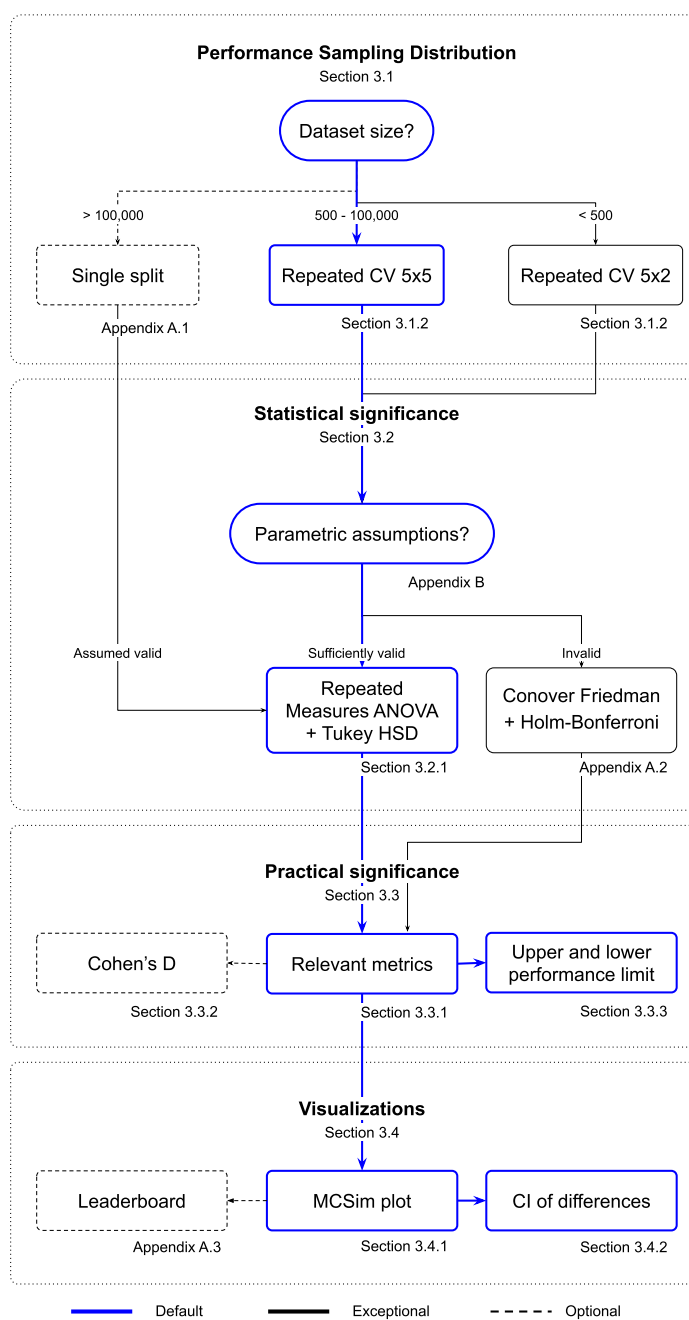 Performance Sampling Distribution
Section 3.1
Dataset size?
> 100,000
500 - 100,000
< 500
Single split
Repeated CV 5x5
Repeated CV 5x2
Appendix A.1
Section 3.1.2
Section 3.1.2
Statistical significance
Section 3.2
Parametric assumptions?
Appendix B
Assumed valid
Sufficiently valid
Invalid
Repeated
Measures ANOVA
+ Tukey HSD
Conover Friedman
+ Holm-Bonferroni
Section 3.2.1
Appendix A.2
Practical significance
Section 3.3
Cohen's D
Relevant metrics
Upper and lower
performance limit
Section 3.3.2
Section 3.3.1
Section 3.3.3
Visualizations
Section 3.4
Leaderboard
MCSim plot
CI of differences
Appendix A.3
Section 3.4.1
Section 3.4.2
Default
Exceptional
Optional